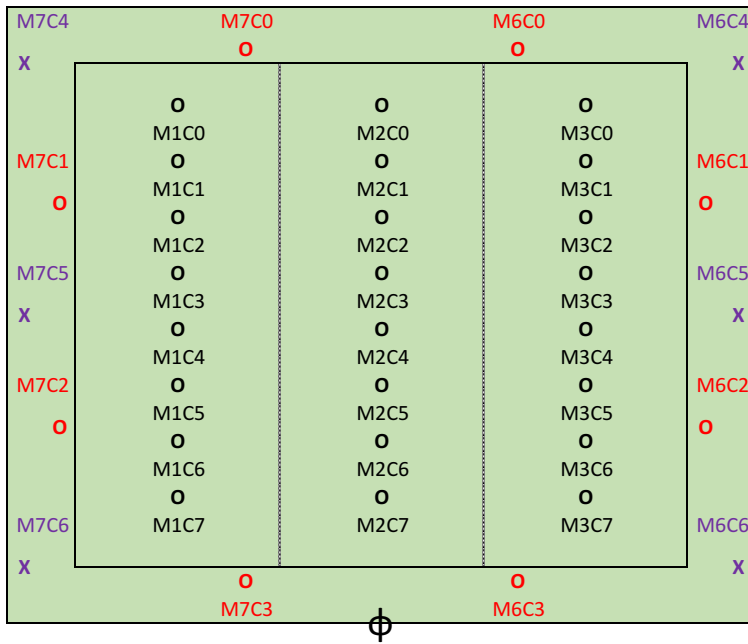 M7C4 M7C0 M6C0 M6C4
O O
X X
O O O
M1C0 M2C0 M3C0
M7C1 O O O M6C1
M1C1 M2C1 M3C1
O O
O O O
M1C2 M2C2 M3C2
M7C5 O O O M6C5
M1C3 M2C3 M3C3
X X
O O O
M1C4 M2C4 M3C4
M7C2 O O O M6C2
M1C5 M2C5 M3C5
O O
O O O
M1C6 M2C6 M3C6
O O O
M7C6 M1C7 M2C7 M3C7 M6C6
X X
O O
M7C3 M6C3
ϕ